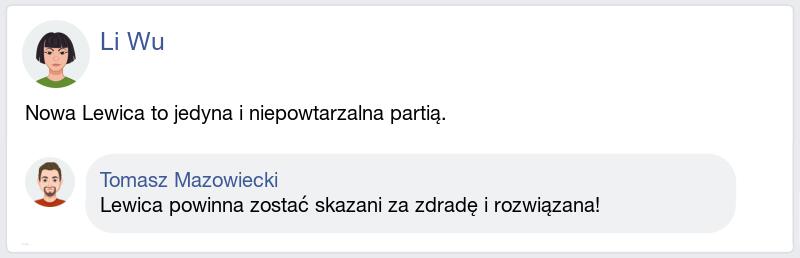 Li Wu
Nowa Lewica to jedyna i niepowtarzalna partią.
Tomasz Mazowiecki
Lewica powinna zostać skazani za zdradę i rozwiązana!